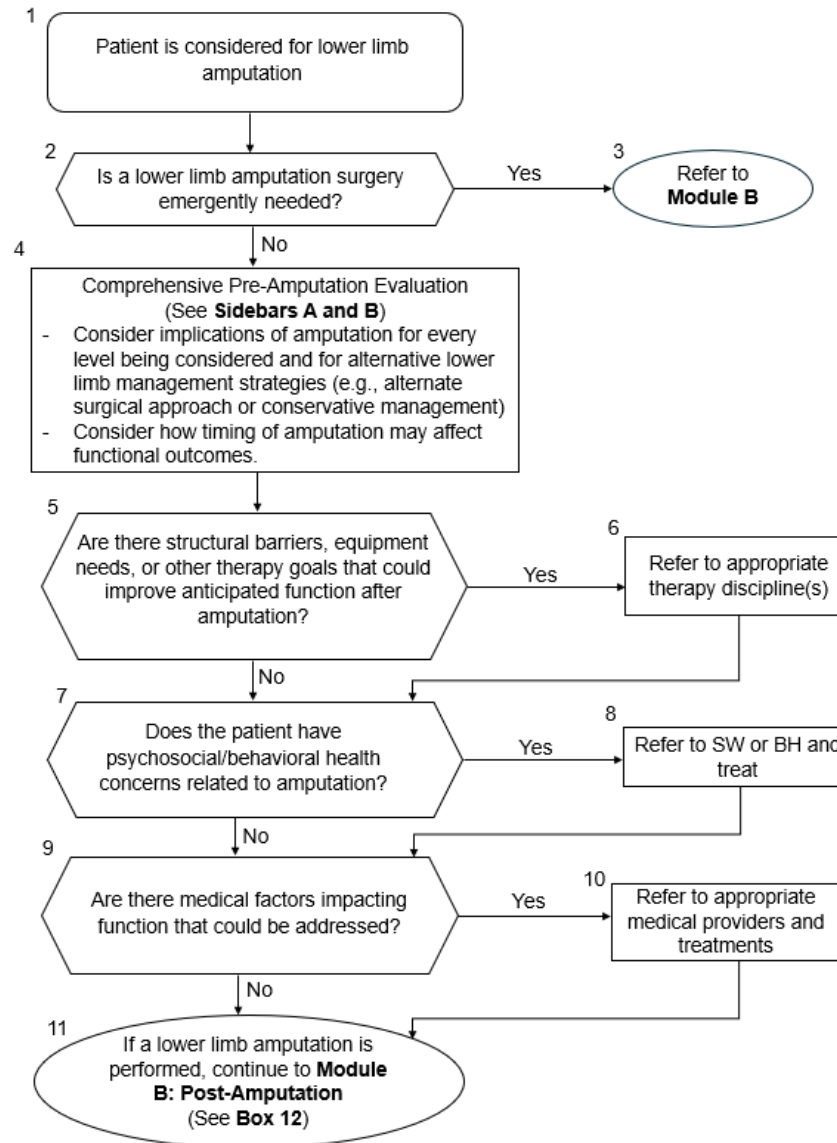 1
Patient is considered for lower limb
amputation
2
Is a lower limb amputation surgery
emergently needed?
Yes
3
Refer to
Module B
No
4
Comprehensive Pre-Amputation Evaluation
(See Sidebars A and B)
- Consider implications of amputation for every
level being considered and for alternative lower
limb management strategies (e.g., alternate
surgical approach or conservative management)
- Consider how timing of amputation may affect
functional outcomes.
5
Are there structural barriers, equipment
needs, or other therapy goals that could
improve anticipated function after
amputation?
Yes
6
Refer to appropriate
therapy discipline(s)
No
7
Does the patient have
psychosocial/behavioral health
concerns related to amputation?
Yes
8
Refer to SW or BH and
treat
No
9
Are there medical factors impacting
function that could be addressed?
Yes
10
Refer to appropriate
medical providers and
treatments
No
11
If a lower limb amputation is
performed, continue to Module
B: Post-Amputation
(See Box 12)